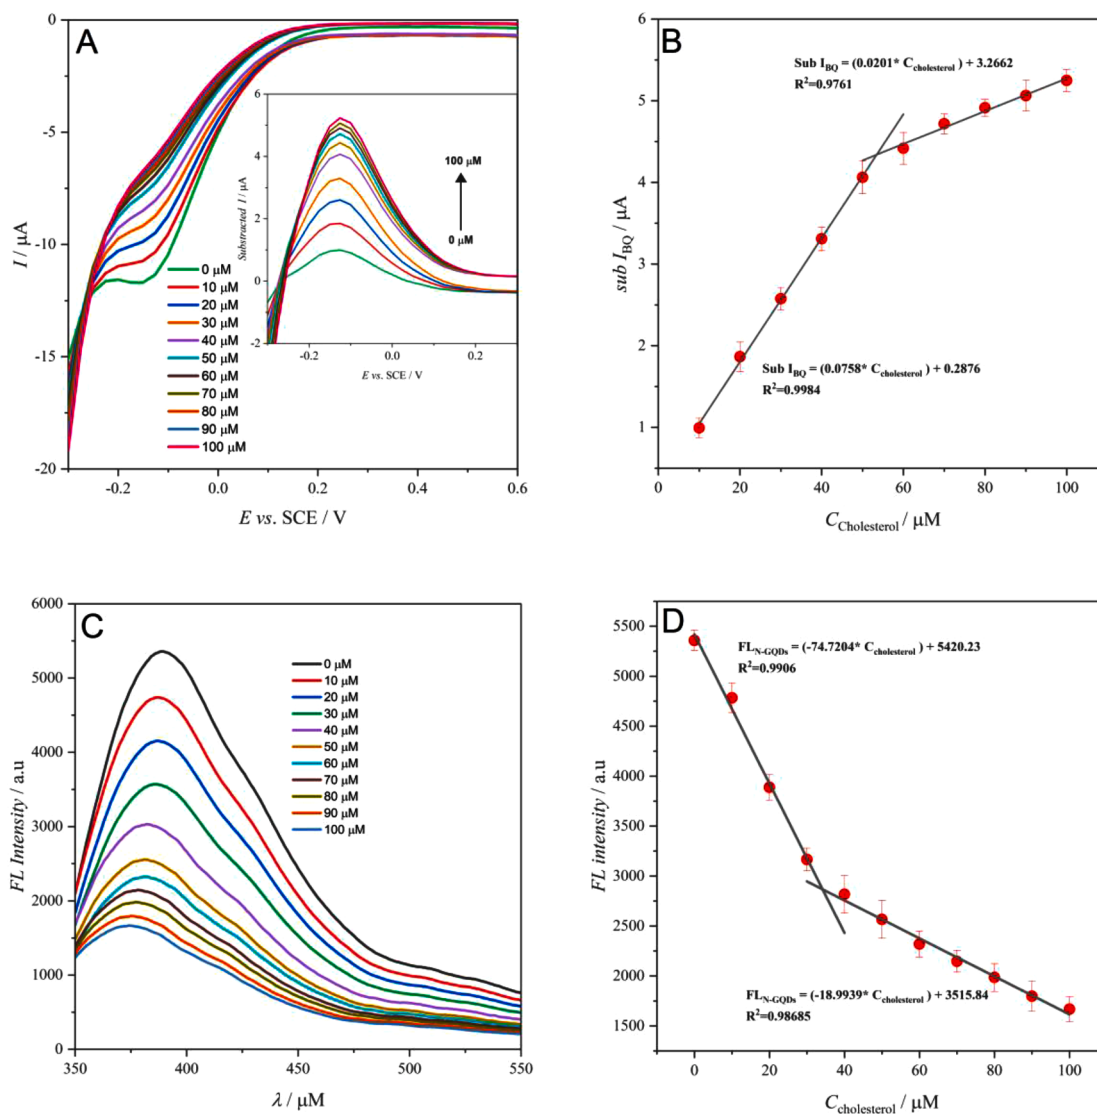 A
0
-5
-10
-15
-20
I / μA
-0.2
0.0
0.2
0.4
0.6
E vs. SCE / V
0 μM
10 μM
20 μM
30 μM
40 μM
50 μM
60 μM
70 μM
80 μM
90 μM
100 μM
6
4
2
0
-2
Substracted I / μA
100 μM
0 μM
-0.2
0.0
0.2
E vs. SCE / V
B
Sub I_BQ = (0.0201* C_cholesterol ) + 3.2662
R²=0.9761
Sub I_BQ = (0.0758* C_cholesterol ) + 0.2876
R²=0.9984
5
4
3
2
1
sub I_BQ / μA
0
20
40
60
80
100
C_Cholesterol / μM
C
6000
5000
4000
3000
2000
1000
0
FL Intensity / a.u
350
400
450
500
550
λ / μM
0 μM
10 μM
20 μM
30 μM
40 μM
50 μM
60 μM
70 μM
80 μM
90 μM
100 μM
D
FL_N-GQDs = (-74.7204* C_cholesterol ) + 5420.23
R²=0.9906
FL_N-GQDs = (-18.9939* C_cholesterol ) + 3515.84
R²=0.98685
5500
5000
4500
4000
3500
3000
2500
2000
1500
FL intensity / a.u
0
20
40
60
80
100
C_cholesterol / μM